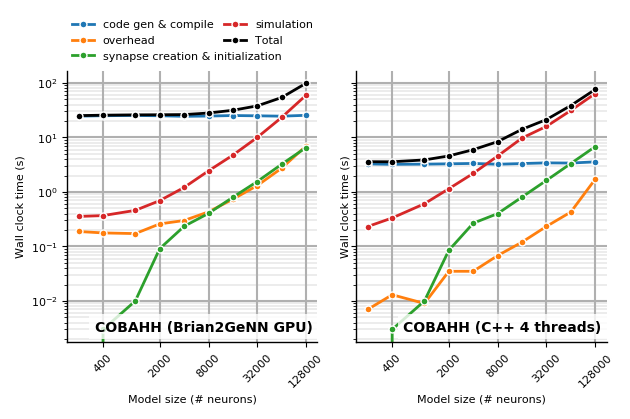 code gen & compile
overhead
synapse creation & initialization
simulation
Total
Wall clock time (s)
10²
10¹
10⁰
10⁻¹
10⁻²
COBAHH (Brian2GeNN GPU)
400
2000
8000
32000
128000
Model size (# neurons)
Wall clock time (s)
COBAHH (C++ 4 threads)
400
2000
8000
32000
128000
Model size (# neurons)